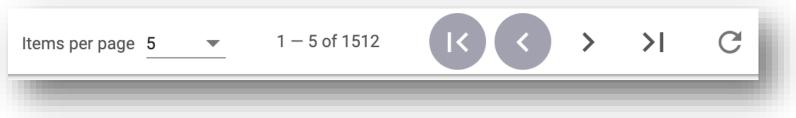 Items per page 5 1 – 5 of 1512